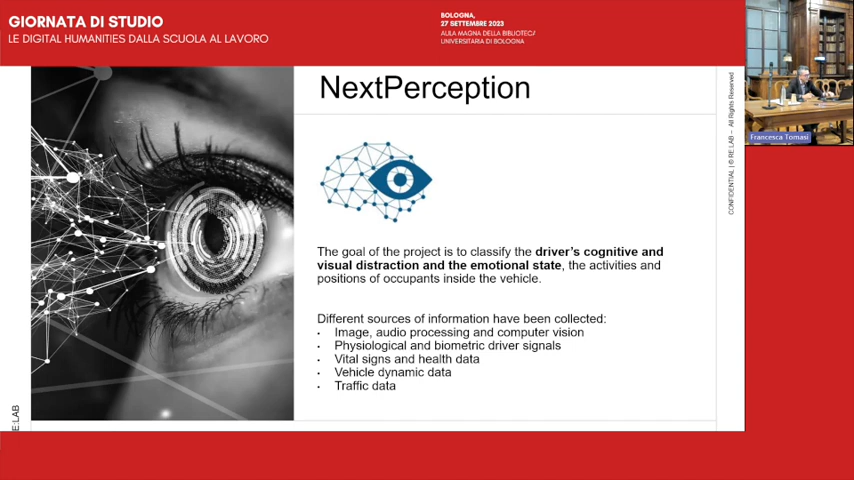 GIORNATA DI STUDIO
LE DIGITAL HUMANITIES DALLA SCUOLA AL LAVORO
BOLOGNA,
27 SETTEMBRE 2023
AULA MAGNA DELLA BIBLIOTECA
UNIVERSITARIA DI BOLOGNA
NextPerception
The goal of the project is to classify the driver's cognitive and
visual distraction and the emotional state, the activities and
positions of occupants inside the vehicle.
Different sources of information have been collected:
• Image, audio processing and computer vision
• Physiological and biometric driver signals
• Vital signs and health data
• Vehicle dynamic data
• Traffic data
CONFIDENTIAL | © RE:LAB – All Rights Reserved
E:LAB
Francesca Tomasi